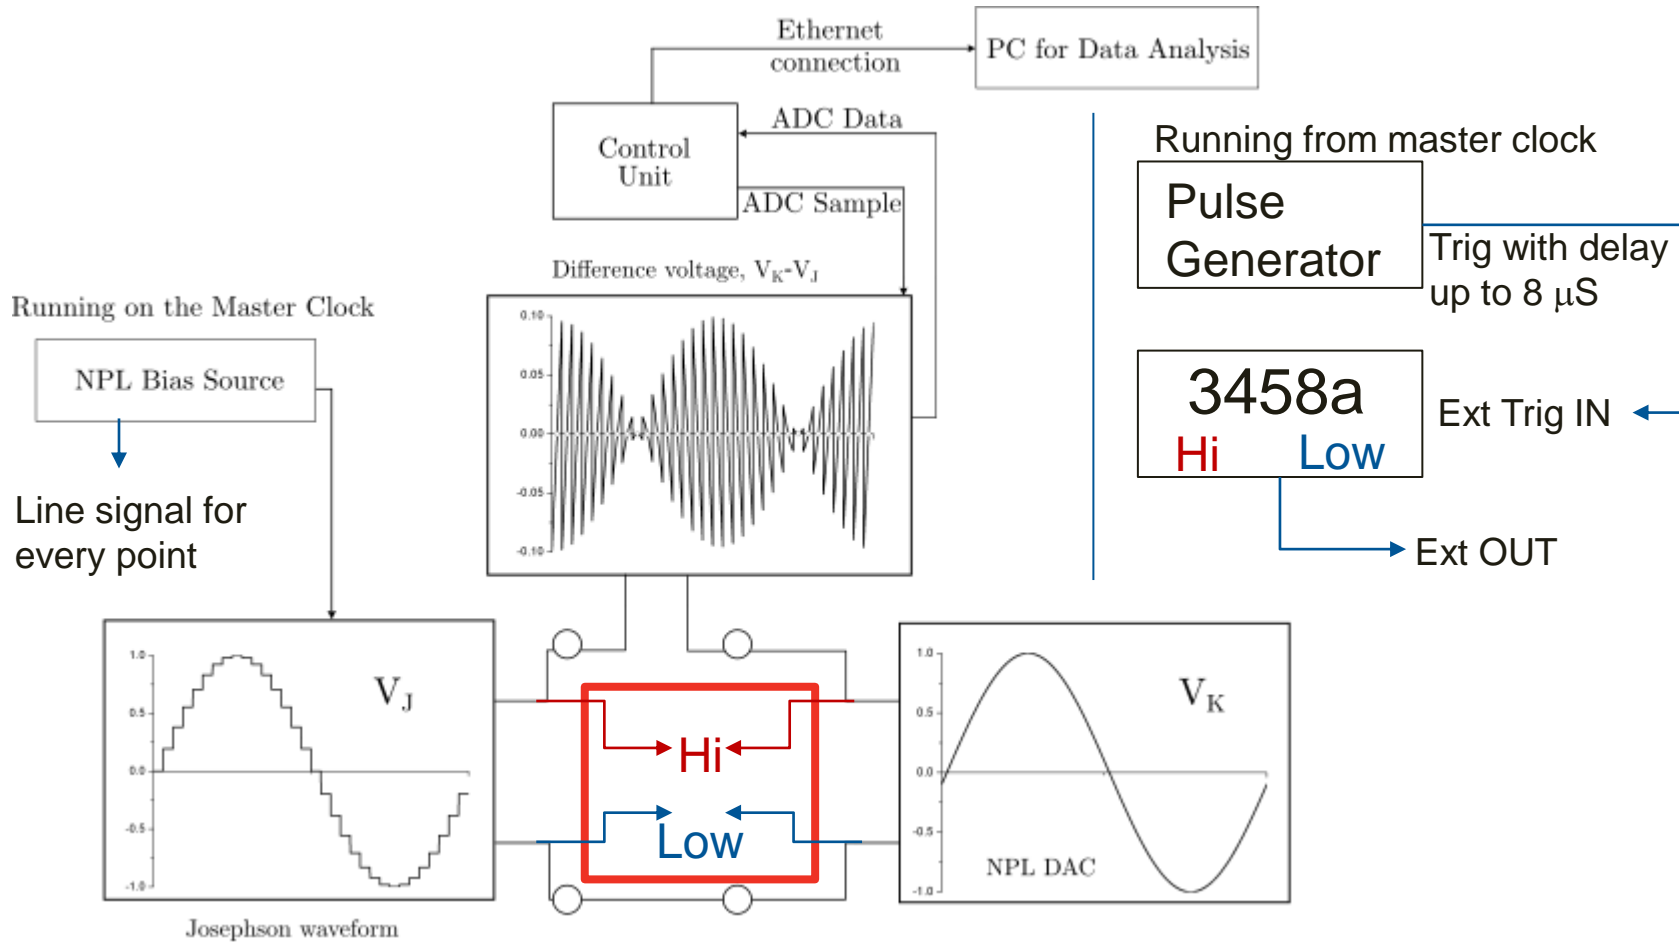 Ethernet
connection
PC for Data Analysis
ADC Data
Control
Unit
ADC Sample
Running from master clock
Pulse
Generator
Trig with delay
up to 8 μS
Difference voltage, V_K-V_J
0.10
0.05
0.00
-0.05
-0.10
Running on the Master Clock
NPL Bias Source
Line signal for
every point
3458a
Hi Low
Ext Trig IN
Ext OUT
1.0
0.5
0.0
-0.5
-1.0
V_J
Josephson waveform
Hi
Low
1.0
0.5
0.0
-0.5
-1.0
V_K
NPL DAC